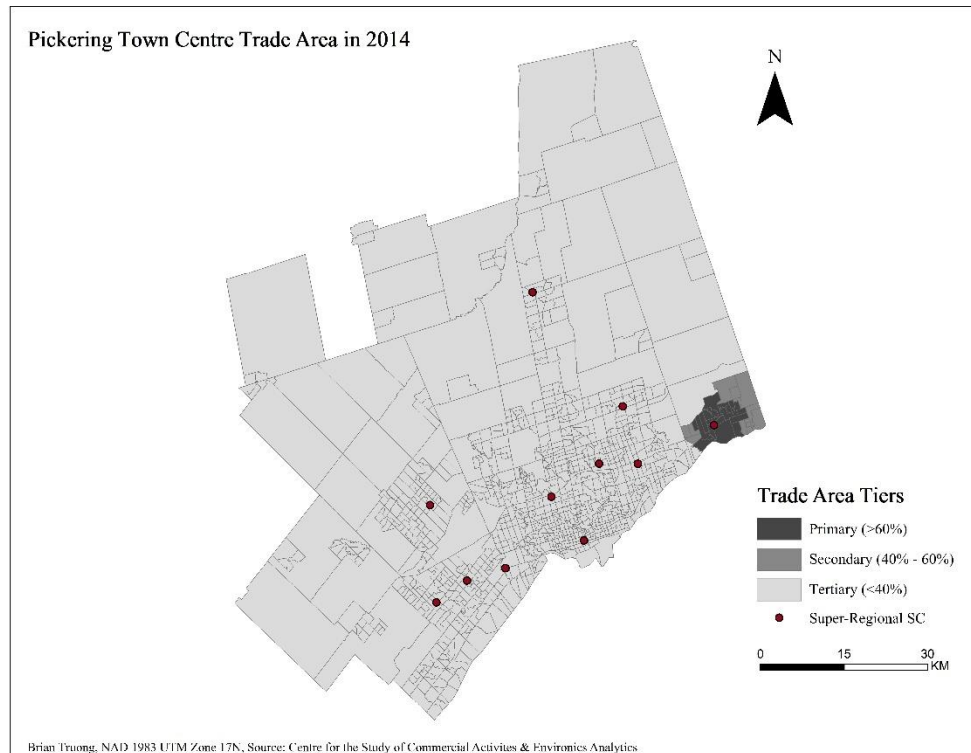 Pickering Town Centre Trade Area in 2014
N
Trade Area Tiers
Primary (>60%)
Secondary (40% - 60%)
Tertiary (<40%)
Super-Regional SC
0 15 30
KM
Brian Truong, NAD 1983 UTM Zone 17N, Source: Centre for the Study of Commercial Activites & Environics Analytics